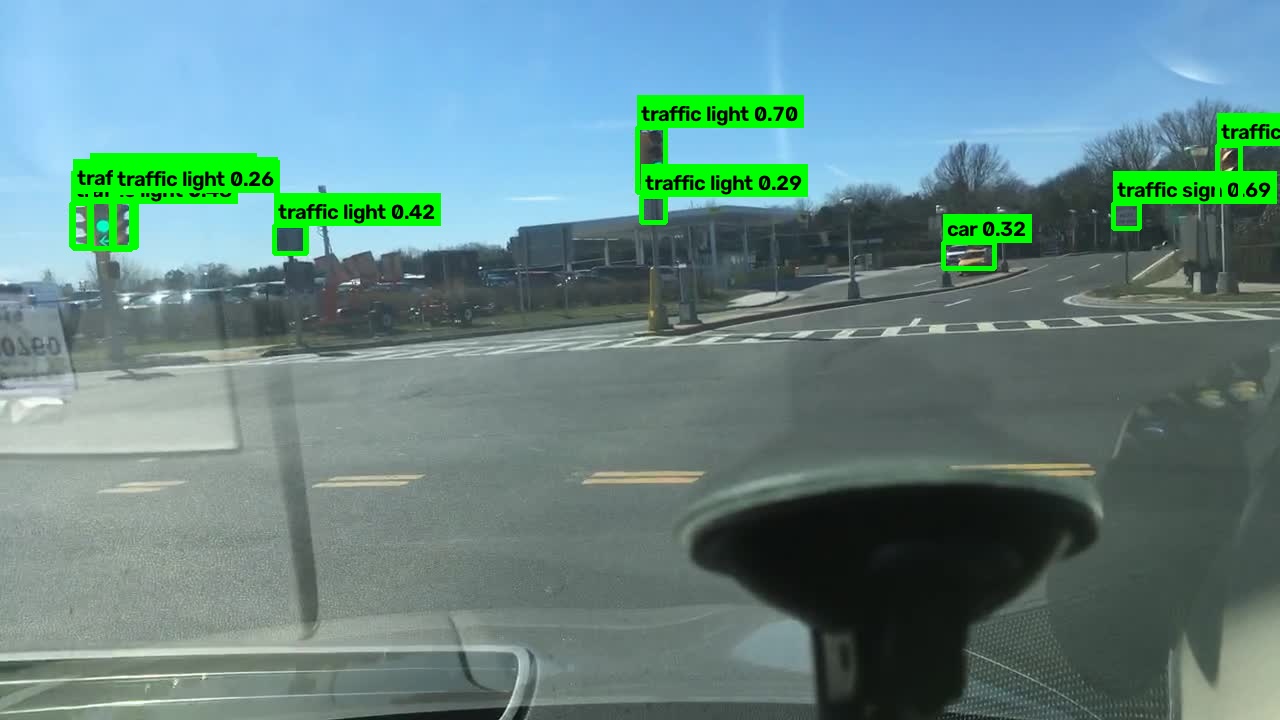 traffic light 0.70
traffic
traf traffic light 0.26
traffic light 0.29
traffic sign 0.69
traffic light 0.42
car 0.32